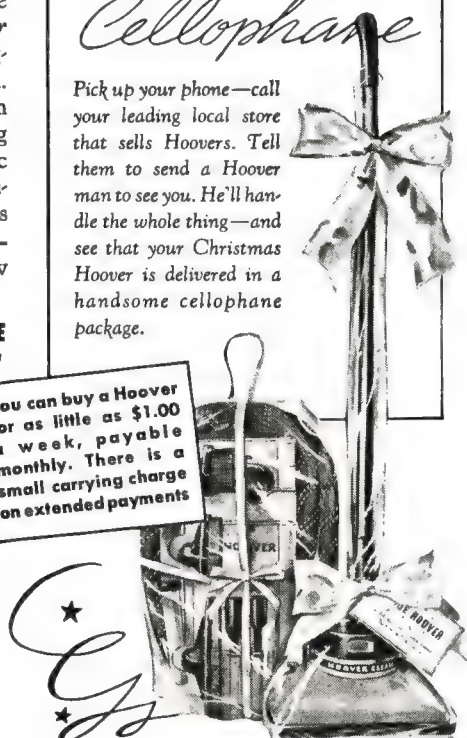 Cellophane
Pick up your phone—call
your leading local store
that sells Hoovers. Tell
them to send a Hoover
man to see you. He'll han-
dle the whole thing—and
see that your Christmas
Hoover is delivered in a
handsome cellophane
package.
ou can buy a Hoover
or as little as $1.00
week, payable
monthly. There is a
small carrying charge
on extended payments
HOOVER
HOOVER